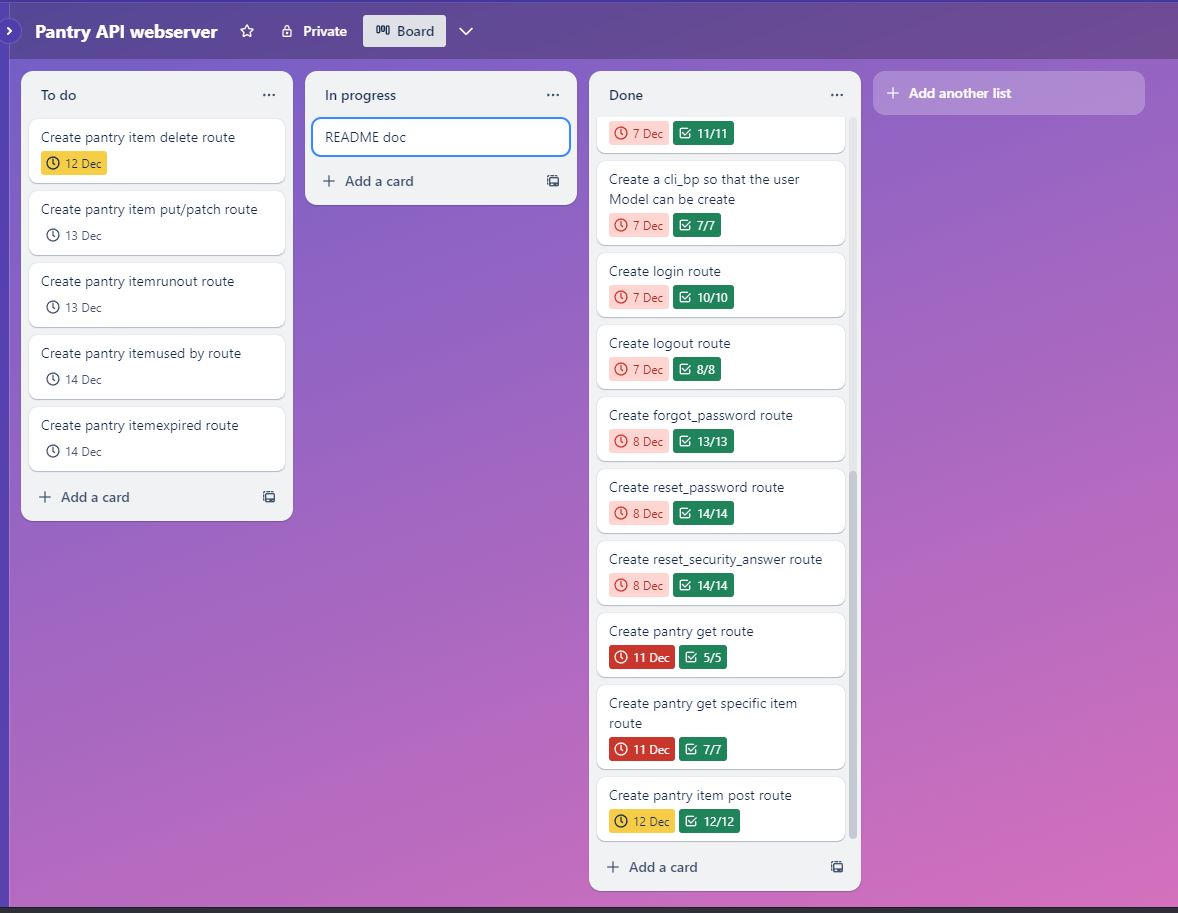 Pantry API webserver
Private
Board
To do
Create pantry item delete route
12 Dec
Create pantry item put/patch route
13 Dec
Create pantry itemrunout route
13 Dec
Create pantry itemused by route
14 Dec
Create pantry itemexpired route
14 Dec
Add a card
In progress
README doc
Add a card
Done
7 Dec 11/11
Create a cli_bp so that the user
Model can be create
7 Dec 7/7
Create login route
7 Dec 10/10
Create logout route
7 Dec 8/8
Create forgot_password route
8 Dec 13/13
Create reset_password route
8 Dec 14/14
Create reset_security_answer route
8 Dec 14/14
Create pantry get route
11 Dec 5/5
Create pantry get specific item
route
11 Dec 7/7
Create pantry item post route
12 Dec 12/12
Add a card
Add another list